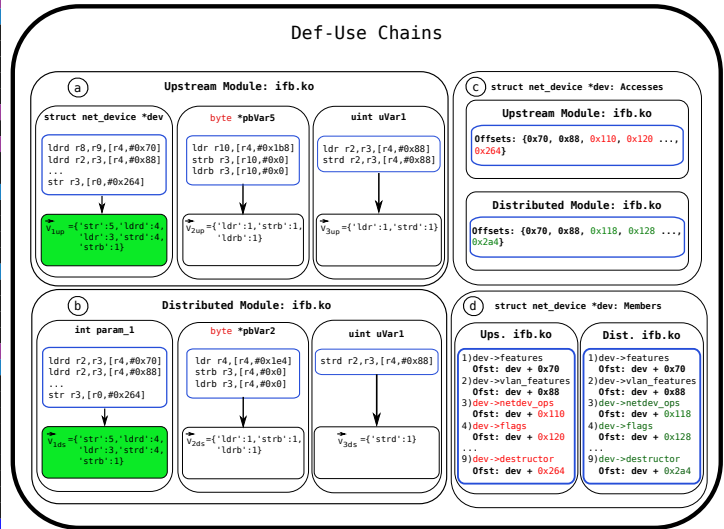 Def-Use Chains
a
Upstream Module: ifb.ko
struct net_device *dev
ldrd r8,r9,[r4,#0x70]
ldrd r2,r3,[r4,#0x88]
...
str r3,[r0,#0x264]
v1up={'str':5,'ldrd':4,
'ldr':3,'strd':4,
'strb':1}
byte *pbVar5
ldr r10,[r4,#0x1b8]
strb r3,[r10,#0x0]
ldrb r3,[r10,#0x0]
v2up={'ldr':1,'strb':1,
'ldrb':1}
uint uVar1
ldr r2,r3,[r4,#0x88]
strd r2,r3,[r4,#0x88]
v3up={'ldr':1,'strd':1}
b
Distributed Module: ifb.ko
int param_1
ldrd r2,r3,[r4,#0x70]
ldrd r2,r3,[r4,#0x88]
...
str r3,[r0,#0x264]
v1ds={'str':5,'ldrd':4,
'ldr':3,'strd':4,
'strb':1}
byte *pbVar2
ldr r4,[r4,#0x1e4]
strb r3,[r4,#0x0]
ldrb r3,[r4,#0x0]
v2ds={'ldr':1,'strb':1,
'ldrb':1}
uint uVar1
strd r2,r3,[r4,#0x88]
v3ds={'strd':1}
c
struct net_device *dev: Accesses
Upstream Module: ifb.ko
Offsets: {0x70, 0x88, 0x110, 0x120 ...,
0x264}
Distributed Module: ifb.ko
Offsets: {0x70, 0x88, 0x118, 0x128 ...,
0x2a4}
d
struct net_device *dev: Members
Ups. ifb.ko
1)dev->features
Ofst: dev + 0x70
2)dev->vlan_features
Ofst: dev + 0x88
3)dev->netdev_ops
Ofst: dev + 0x110
4)dev->flags
Ofst: dev + 0x120
...
9)dev->destructor
Ofst: dev + 0x264
Dist. ifb.ko
1)dev->features
Ofst: dev + 0x70
2)dev->vlan_features
Ofst: dev + 0x88
3)dev->netdev_ops
Ofst: dev + 0x118
4)dev->flags
Ofst: dev + 0x128
...
9)dev->destructor
Ofst: dev + 0x2a4